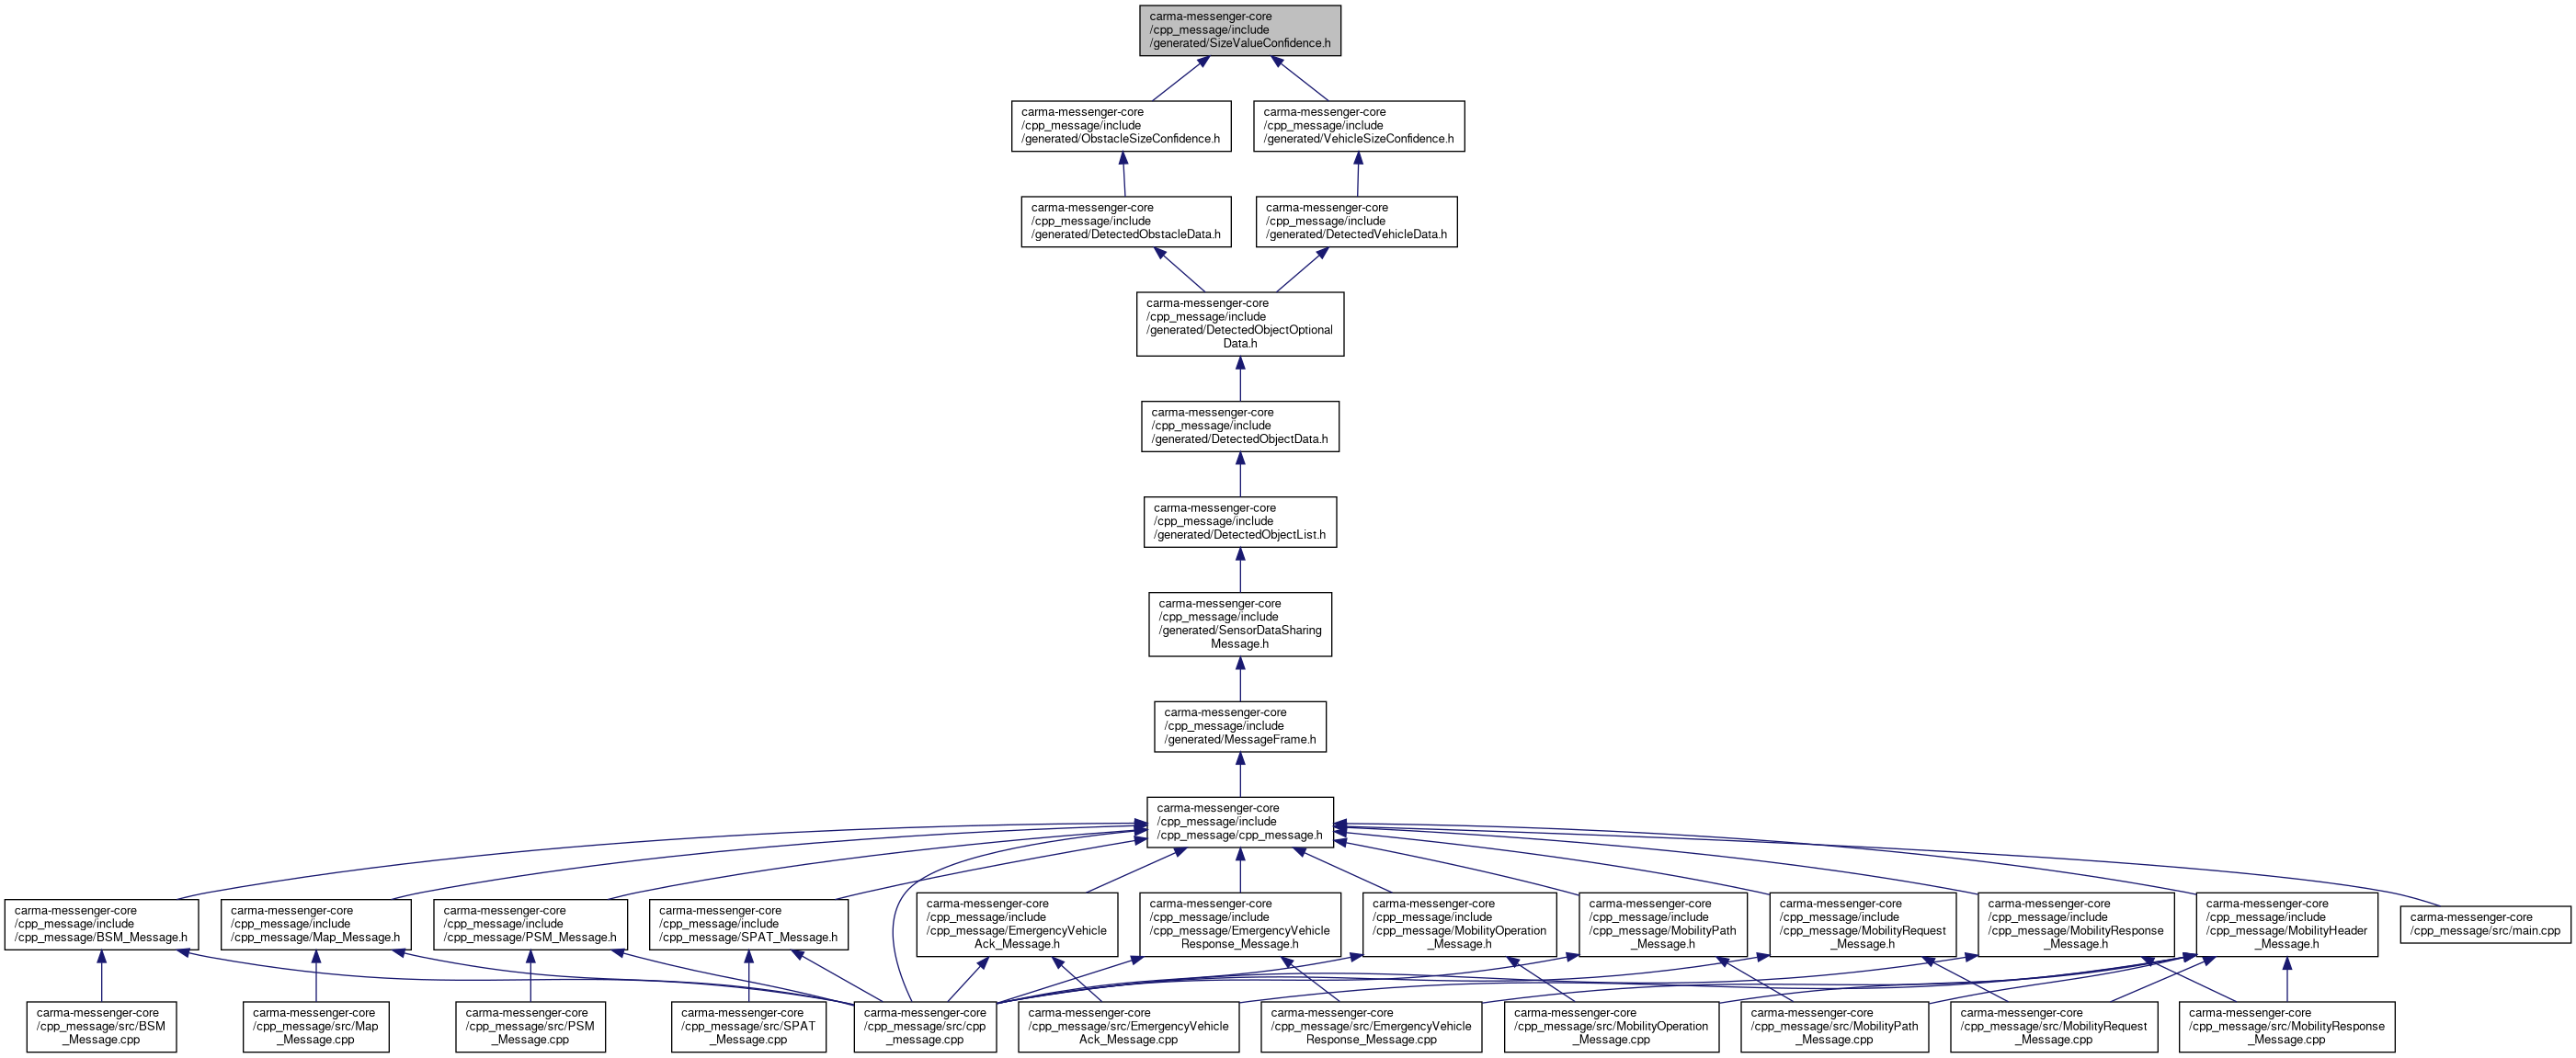 carma-messenger-core
/cpp_message/include
/generated/SizeValueConfidence.h
carma-messenger-core
/cpp_message/include
/generated/ObstacleSizeConfidence.h
carma-messenger-core
/cpp_message/include
/generated/VehicleSizeConfidence.h
carma-messenger-core
/cpp_message/include
/generated/DetectedObstacleData.h
carma-messenger-core
/cpp_message/include
/generated/DetectedVehicleData.h
carma-messenger-core
/cpp_message/include
/generated/DetectedObjectOptional
Data.h
carma-messenger-core
/cpp_message/include
/generated/DetectedObjectData.h
carma-messenger-core
/cpp_message/include
/generated/DetectedObjectList.h
carma-messenger-core
/cpp_message/include
/generated/SensorDataSharing
Message.h
carma-messenger-core
/cpp_message/include
/generated/MessageFrame.h
carma-messenger-core
/cpp_message/include
/cpp_message/cpp_message.h
carma-messenger-core
/cpp_message/include
/cpp_message/BSM_Message.h
carma-messenger-core
/cpp_message/include
/cpp_message/Map_Message.h
carma-messenger-core
/cpp_message/include
/cpp_message/PSM_Message.h
carma-messenger-core
/cpp_message/include
/cpp_message/SPAT_Message.h
carma-messenger-core
/cpp_message/include
/cpp_message/EmergencyVehicle
Ack_Message.h
carma-messenger-core
/cpp_message/include
/cpp_message/EmergencyVehicle
Response_Message.h
carma-messenger-core
/cpp_message/include
/cpp_message/MobilityOperation
_Message.h
carma-messenger-core
/cpp_message/include
/cpp_message/MobilityPath
_Message.h
carma-messenger-core
/cpp_message/include
/cpp_message/MobilityRequest
_Message.h
carma-messenger-core
/cpp_message/include
/cpp_message/MobilityResponse
_Message.h
carma-messenger-core
/cpp_message/include
/cpp_message/MobilityHeader
_Message.h
carma-messenger-core
/cpp_message/src/main.cpp
carma-messenger-core
/cpp_message/src/BSM
_Message.cpp
carma-messenger-core
/cpp_message/src/Map
_Message.cpp
carma-messenger-core
/cpp_message/src/PSM
_Message.cpp
carma-messenger-core
/cpp_message/src/SPAT
_Message.cpp
carma-messenger-core
/cpp_message/src/cpp
_message.cpp
carma-messenger-core
/cpp_message/src/EmergencyVehicle
Ack_Message.cpp
carma-messenger-core
/cpp_message/src/EmergencyVehicle
Response_Message.cpp
carma-messenger-core
/cpp_message/src/MobilityOperation
_Message.cpp
carma-messenger-core
/cpp_message/src/MobilityPath
_Message.cpp
carma-messenger-core
/cpp_message/src/MobilityRequest
_Message.cpp
carma-messenger-core
/cpp_message/src/MobilityResponse
_Message.cpp